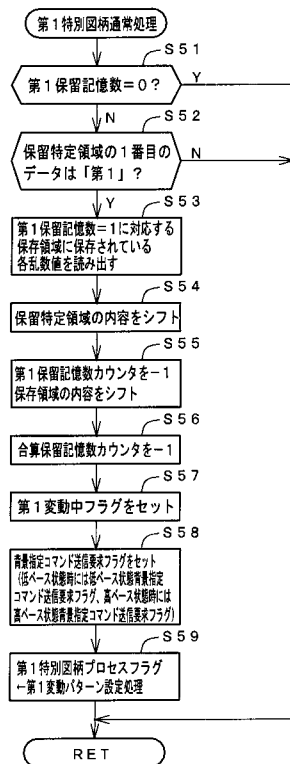 第1特別図柄通常処理
S51
第1保留記憶数=0?
Y
N
S52
保留特定領域の1番目の
データは「第1」?
N
Y
S53
第1保留記憶数=1に対応する
保存領域に保存されている
各乱数値を読み出す
S54
保留特定領域の内容をシフト
S55
第1保留記憶数カウンタを-1
保存領域の内容をシフト
S56
合算保留記憶数カウンタを-1
S57
第1変動中フラグをセット
S58
背景指定コマンド送信要求フラグをセット
(低ベース状態時には低ベース状態背景指定
コマンド送信要求フラグ、高ベース状態時には
高ベース状態背景指定コマンド送信要求フラグ)
S59
第1特別図柄プロセスフラグ
←第1変動パターン設定処理
RET